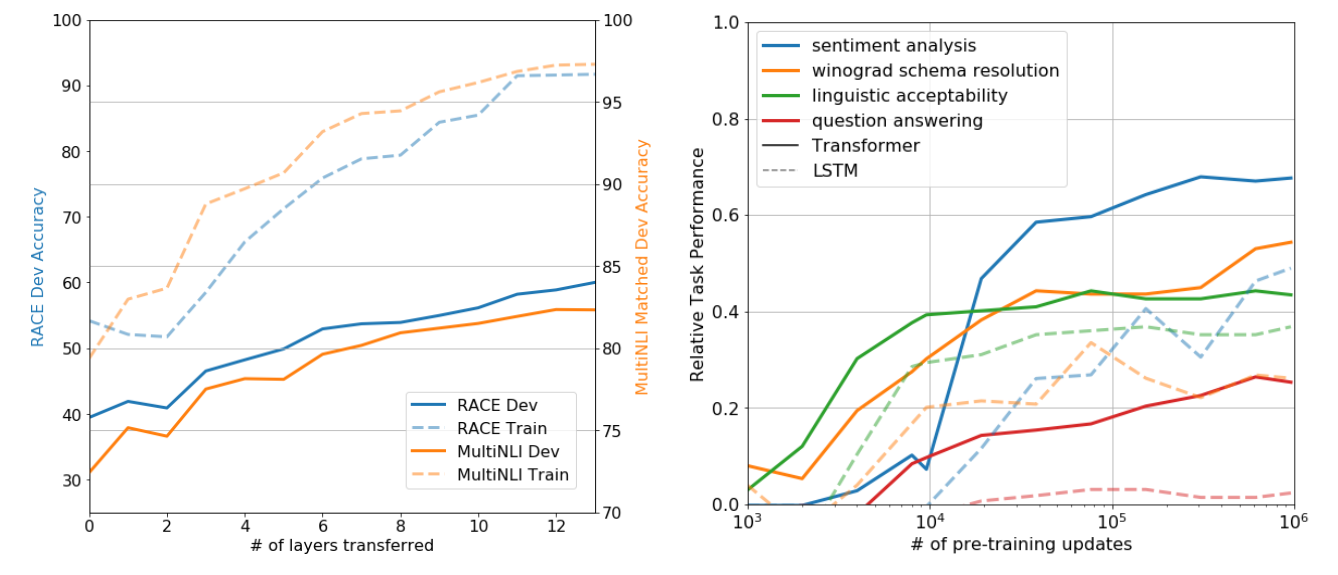 100
90
80
70
60
50
40
30
RACE Dev Accuracy
0
2
4
6
8
10
12
# of layers transferred
100
95
90
85
80
75
70
MultiNLI Matched Dev Accuracy
RACE Dev
RACE Train
MultiNLI Dev
MultiNLI Train
1.0
0.8
0.6
0.4
0.2
0.0
Relative Task Performance
10³
10⁴
10⁵
10⁶
# of pre-training updates
sentiment analysis
winograd schema resolution
linguistic acceptability
question answering
Transformer
LSTM